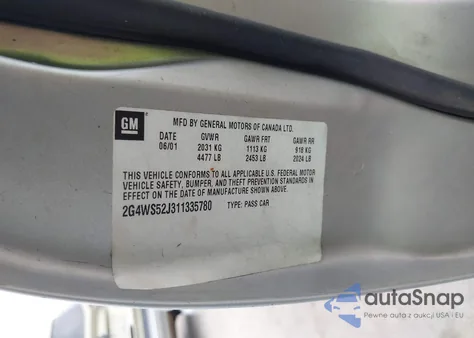 GM
MFD BY GENERAL MOTORS OF CANADA LTD.
DATE GVWR GAWR FRT GAWR RR
06/01 2031 KG 1113 KG 918 KG
4477 LB 2453 LB 2024 LB
THIS VEHICLE CONFORMS TO ALL APPLICABLE U.S. FEDERAL MOTOR
VEHICLE SAFETY, BUMPER, AND THEFT PREVENTION STANDARDS IN
EFFECT ON THE DATE OF MANUFACTURE SHOWN ABOVE.
2G4WS52J311335780 TYPE: PASS CAR
autaSnap
Pewne auta z aukcji USA i EU